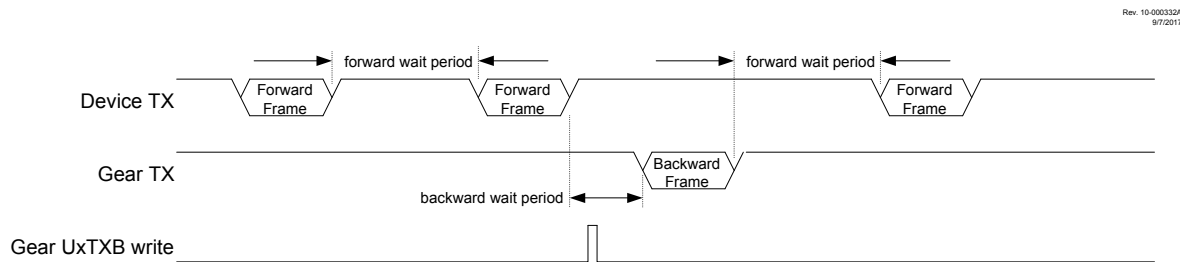 Rev. 10-000332A
9/7/2017
forward wait period
forward wait period
Device TX
Forward
Frame
Forward
Frame
Forward
Frame
Gear TX
Backward
Frame
backward wait period
Gear UxTXB write